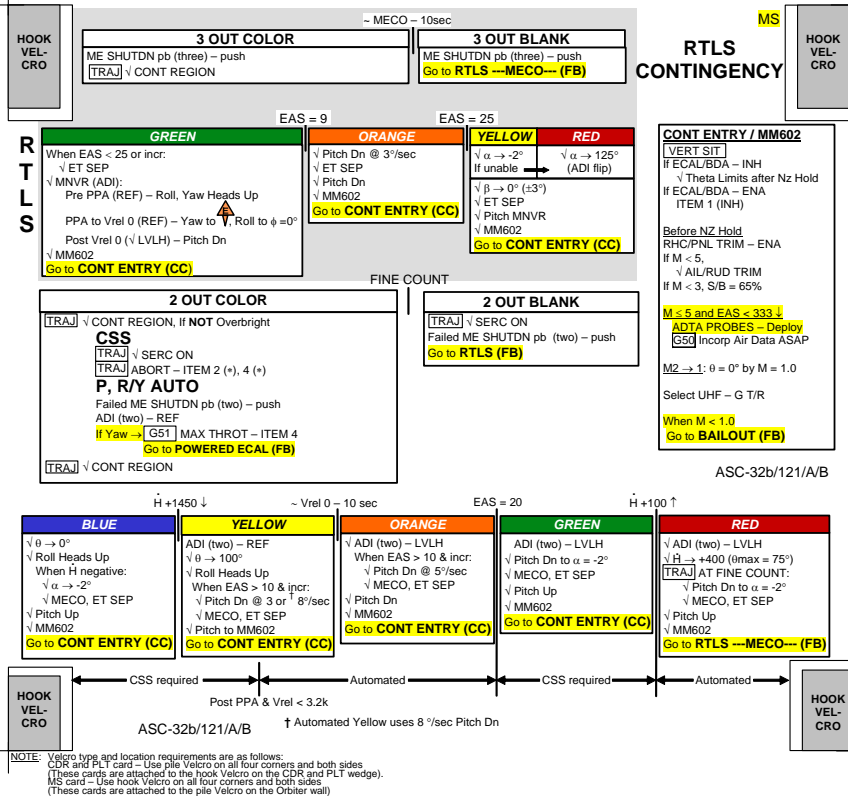 MS
HOOK
VEL-
CRO
HOOK
VEL-
CRO
RTLS
CONTINGENCY
~ MECO – 10sec
3 OUT COLOR
ME SHUTDN pb (three) – push
TRAJ √ CONT REGION
3 OUT BLANK
ME SHUTDN pb (three) – push
Go to RTLS ---MECO--- (FB)
RTLS
EAS = 9
EAS = 25
GREEN
When EAS < 25 or incr:
√ ET SEP
√ MNVR (ADI):
Pre PPA (REF) – Roll, Yaw Heads Up
PPA to Vrel 0 (REF) – Yaw to E, Roll to ϕ =0°
Post Vrel 0 (√ LVLH) – Pitch Dn
√ MM602
Go to CONT ENTRY (CC)
ORANGE
√ Pitch Dn @ 3°/sec
√ ET SEP
√ Pitch Dn
√ MM602
Go to CONT ENTRY (CC)
YELLOW
√ α → -2°
If unable
RED
√ α → 125°
(ADI flip)
√ β → 0° (±3°)
√ ET SEP
√ Pitch MNVR
√ MM602
Go to CONT ENTRY (CC)
CONT ENTRY / MM602
VERT SIT
If ECAL/BDA – INH
√ Theta Limits after Nz Hold
If ECAL/BDA – ENA
ITEM 1 (INH)
Before NZ Hold
RHC/PNL TRIM – ENA
If M < 5,
√ AIL/RUD TRIM
If M < 3, S/B = 65%
M ≤ 5 and EAS < 333 ↓
ADTA PROBES – Deploy
G50 Incorp Air Data ASAP
M2 → 1: θ = 0° by M = 1.0
Select UHF – G T/R
When M < 1.0
Go to BAILOUT (FB)
ASC-32b/121/A/B
FINE COUNT
2 OUT COLOR
TRAJ √ CONT REGION, If NOT Overbright
CSS
TRAJ √ SERC ON
TRAJ ABORT – ITEM 2 (*), 4 (*)
P, R/Y AUTO
Failed ME SHUTDN pb (two) – push
ADI (two) – REF
If Yaw → G51 MAX THROT – ITEM 4
Go to POWERED ECAL (FB)
TRAJ √ CONT REGION
2 OUT BLANK
TRAJ √ SERC ON
Failed ME SHUTDN pb (two) – push
Go to RTLS (FB)
Ḣ +1450 ↓
~ Vrel 0 – 10 sec
EAS = 20
Ḣ +100 ↑
BLUE
√ θ → 0°
√ Roll Heads Up
When Ḣ negative:
√ α → -2°
√ MECO, ET SEP
√ Pitch Up
√ MM602
Go to CONT ENTRY (CC)
YELLOW
ADI (two) – REF
√ θ → 100°
√ Roll Heads Up
When EAS > 10 & incr:
√ Pitch Dn @ 3 or † 8°/sec
√ MECO, ET SEP
√ Pitch to MM602
Go to CONT ENTRY (CC)
ORANGE
√ ADI (two) – LVLH
When EAS > 10 & incr:
√ Pitch Dn @ 5°/sec
√ MECO, ET SEP
√ Pitch Dn
√ MM602
Go to CONT ENTRY (CC)
GREEN
ADI (two) – LVLH
√ Pitch Dn to α = -2°
√ MECO, ET SEP
√ Pitch Up
√ MM602
Go to CONT ENTRY (CC)
RED
√ ADI (two) – LVLH
√ Ḣ → +400 (θmax = 75°)
TRAJ AT FINE COUNT:
√ Pitch Dn to α = -2°
√ MECO, ET SEP
√ Pitch Up
√ MM602
Go to RTLS ---MECO--- (FB)
CSS required
Automated
CSS required
Automated
Post PPA & Vrel < 3.2k
† Automated Yellow uses 8 °/sec Pitch Dn
ASC-32b/121/A/B
HOOK
VEL-
CRO
HOOK
VEL-
CRO
NOTE: Velcro type and location requirements are as follows:
CDR and PLT card – Use pile Velcro on all four corners and both sides
(These cards are attached to the hook Velcro on the CDR and PLT wedge).
MS card – Use hook Velcro on all four corners and both sides
(These cards are attached to the pile Velcro on the Orbiter wall)